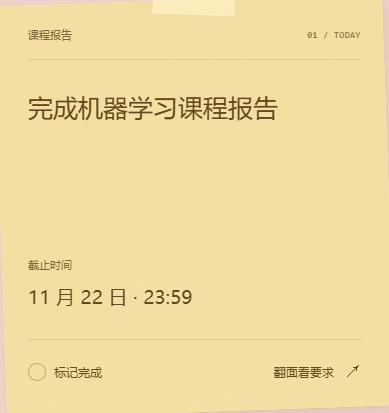 课程报告
01 / TODAY
完成机器学习课程报告
截止时间
11 月 22 日 · 23:59
标记完成
翻面看要求 ↗